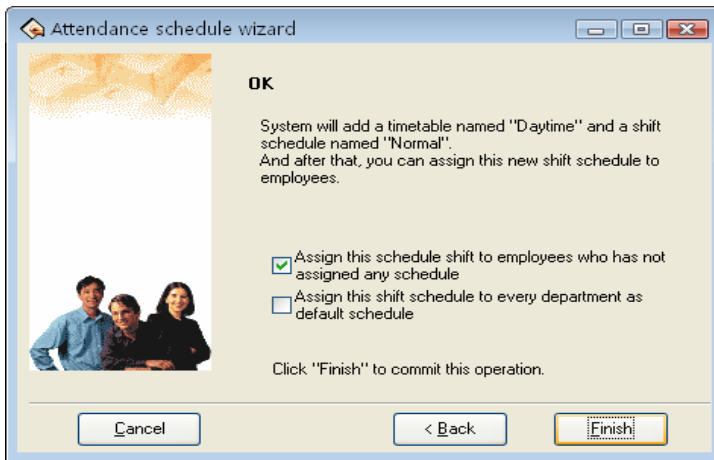 Attendance schedule wizard
OK
System will add a timetable named "Daytime" and a shift
schedule named "Normal".
And after that, you can assign this new shift schedule to
employees.
Assign this schedule shift to employees who has not
assigned any schedule
Assign this shift schedule to every department as
default schedule
Click "Finish" to commit this operation.
Cancel
< Back
Finish